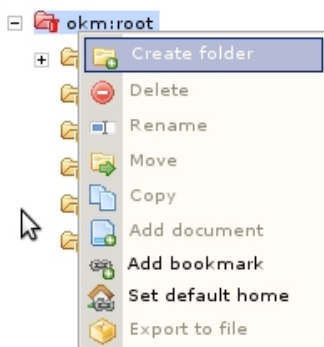 okm:root
Create folder
Delete
Rename
Move
Copy
Add document
Add bookmark
Set default home
Export to file